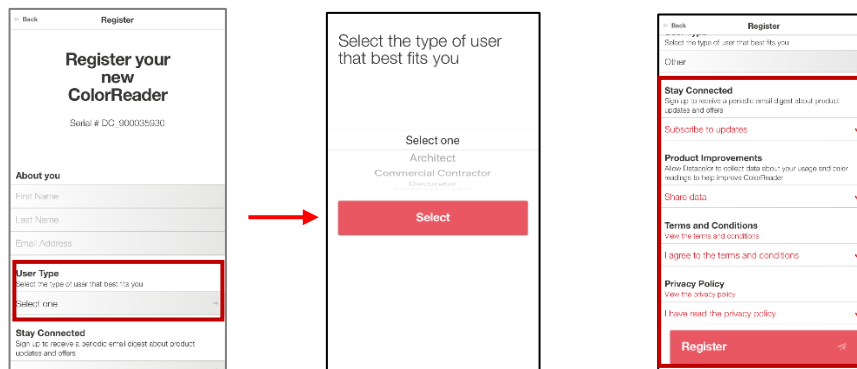 Back
Register
Register your
new
ColorReader
Serial # DC_900035930
About you
First Name
Last Name
Email Address
User Type
Select the type of user that best fits you
Select one
Stay Connected
Sign up to receive a periodic email digest about product
updates and offers
Select the type of user
that best fits you
Select one
Architect
Commercial Contractor
Decorator
Select
Back
Register
User Type
Select the type of user that best fits you
Other
Stay Connected
Sign up to receive a periodic email digest about product
updates and offers
Subscribe to updates
Product Improvements
Allow Datacolor to collect data about your usage and color
readings to help improve ColorReader
Share data
Terms and Conditions
View the terms and conditions
I agree to the terms and conditions
Privacy Policy
View the privacy policy
I have read the privacy policy
Register